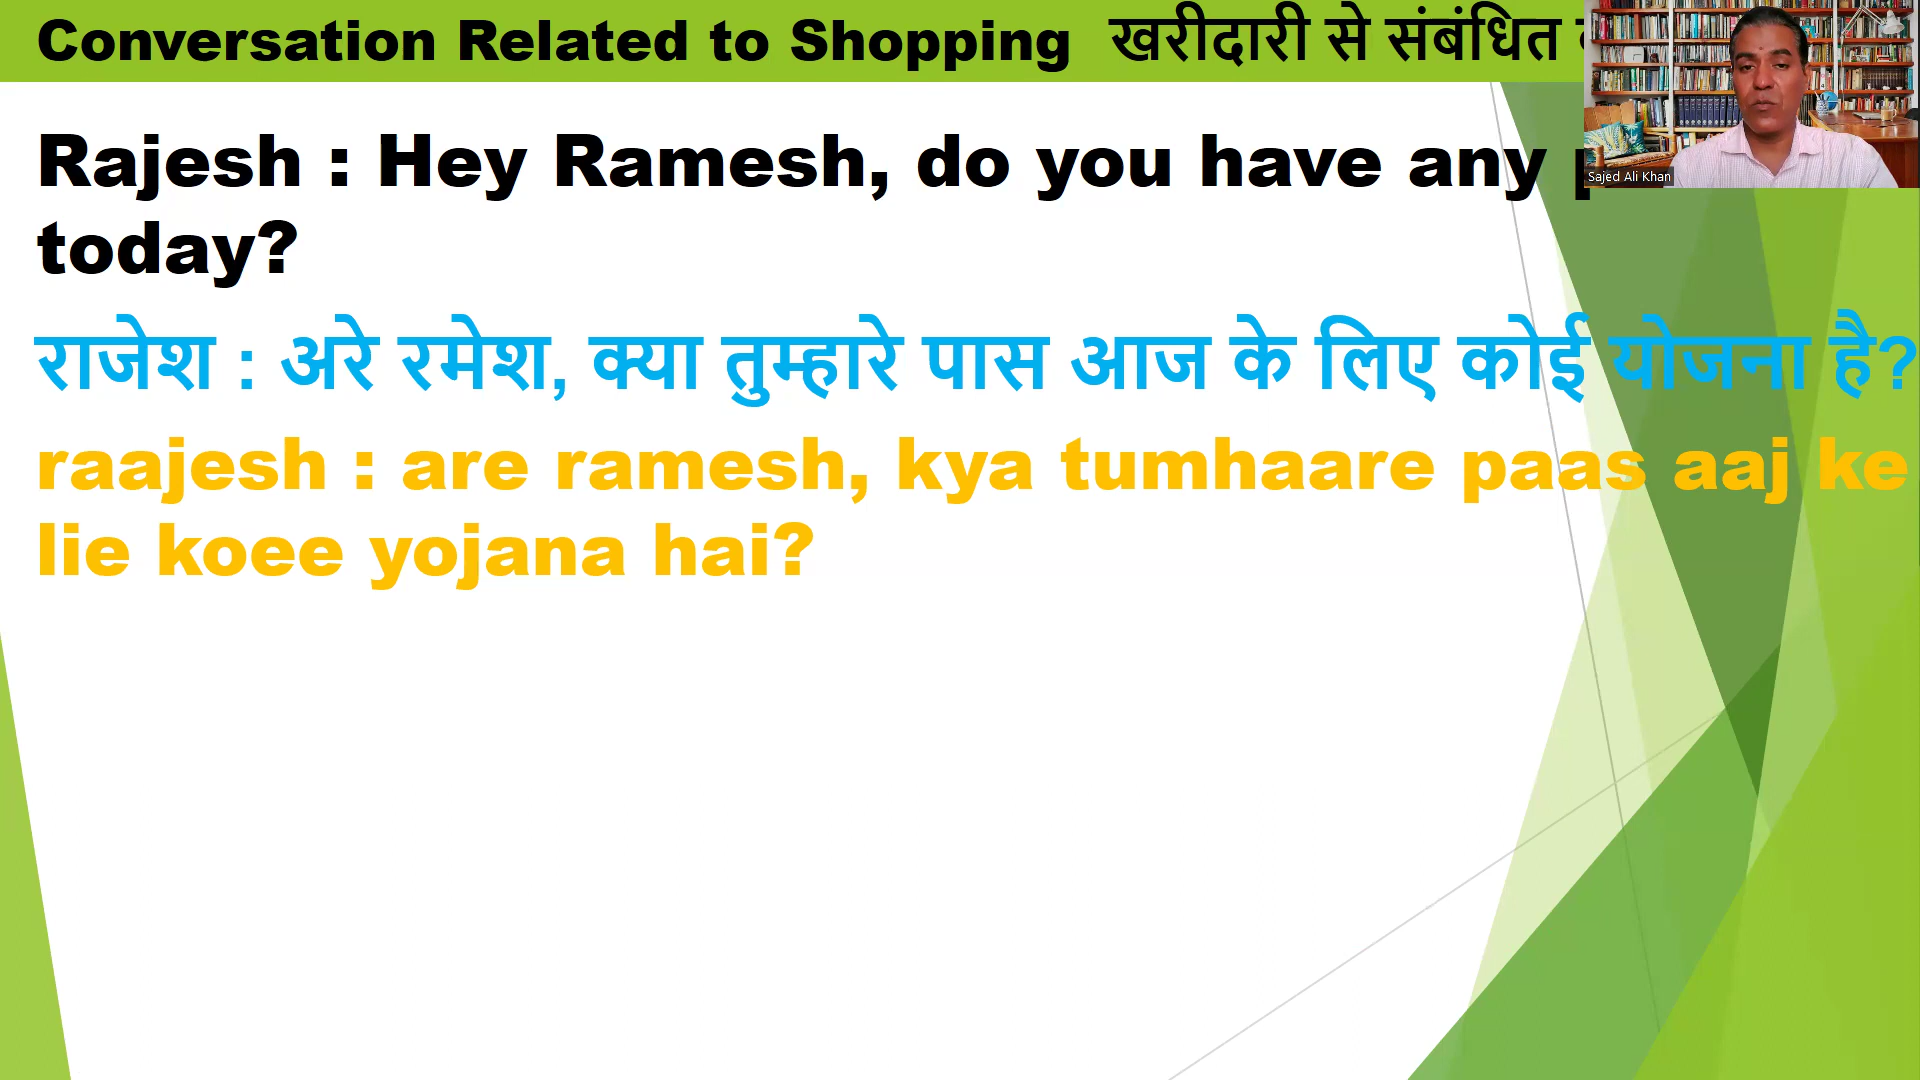 Conversation Related to Shopping खरीदारी से संबंधित
Sajed Ali Khan
Rajesh : Hey Ramesh, do you have any
today?
राजेश : अरे रमेश, क्या तुम्हारे पास आज के लिए कोई योजना है?
raajesh : are ramesh, kya tumhaare paas aaj ke
lie koee yojana hai?